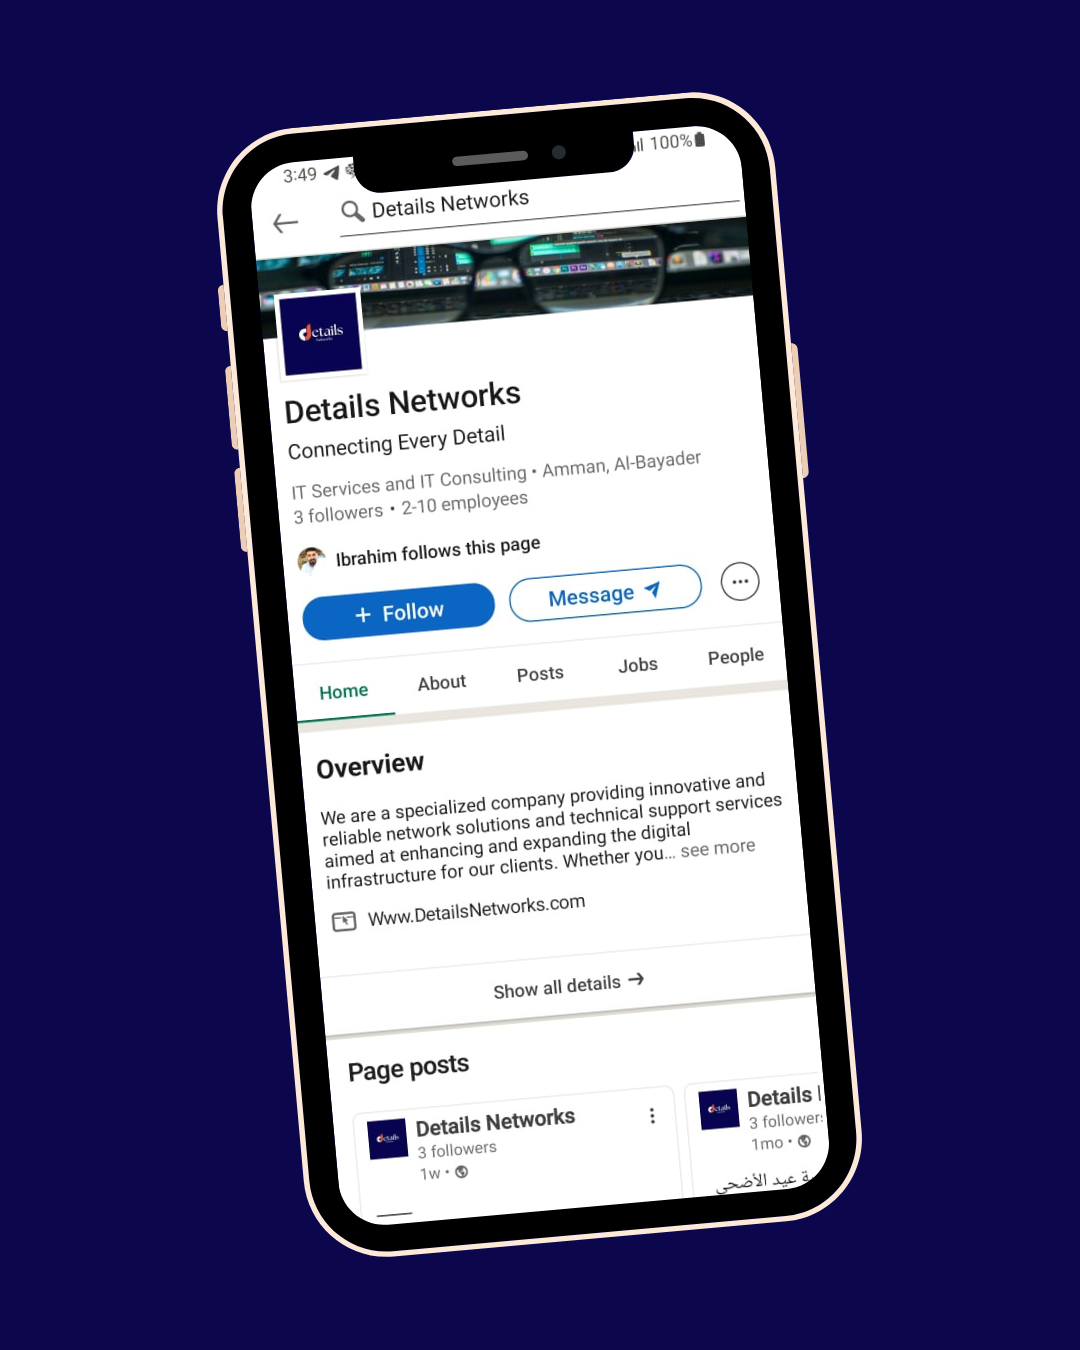 3:49
100%
Details Networks
details
Details Networks
Connecting Every Detail
IT Services and IT Consulting • Amman, Al-Bayader
3 followers • 2-10 employees
Ibrahim follows this page
+ Follow
Message
Home About Posts Jobs People
Overview
We are a specialized company providing innovative and
reliable network solutions and technical support services
aimed at enhancing and expanding the digital
infrastructure for our clients. Whether you... see more
Www.DetailsNetworks.com
Show all details →
Page posts
details
Details Networks
3 followers
1w •
details
Details
3 followers
1mo •
عيد الأضحى